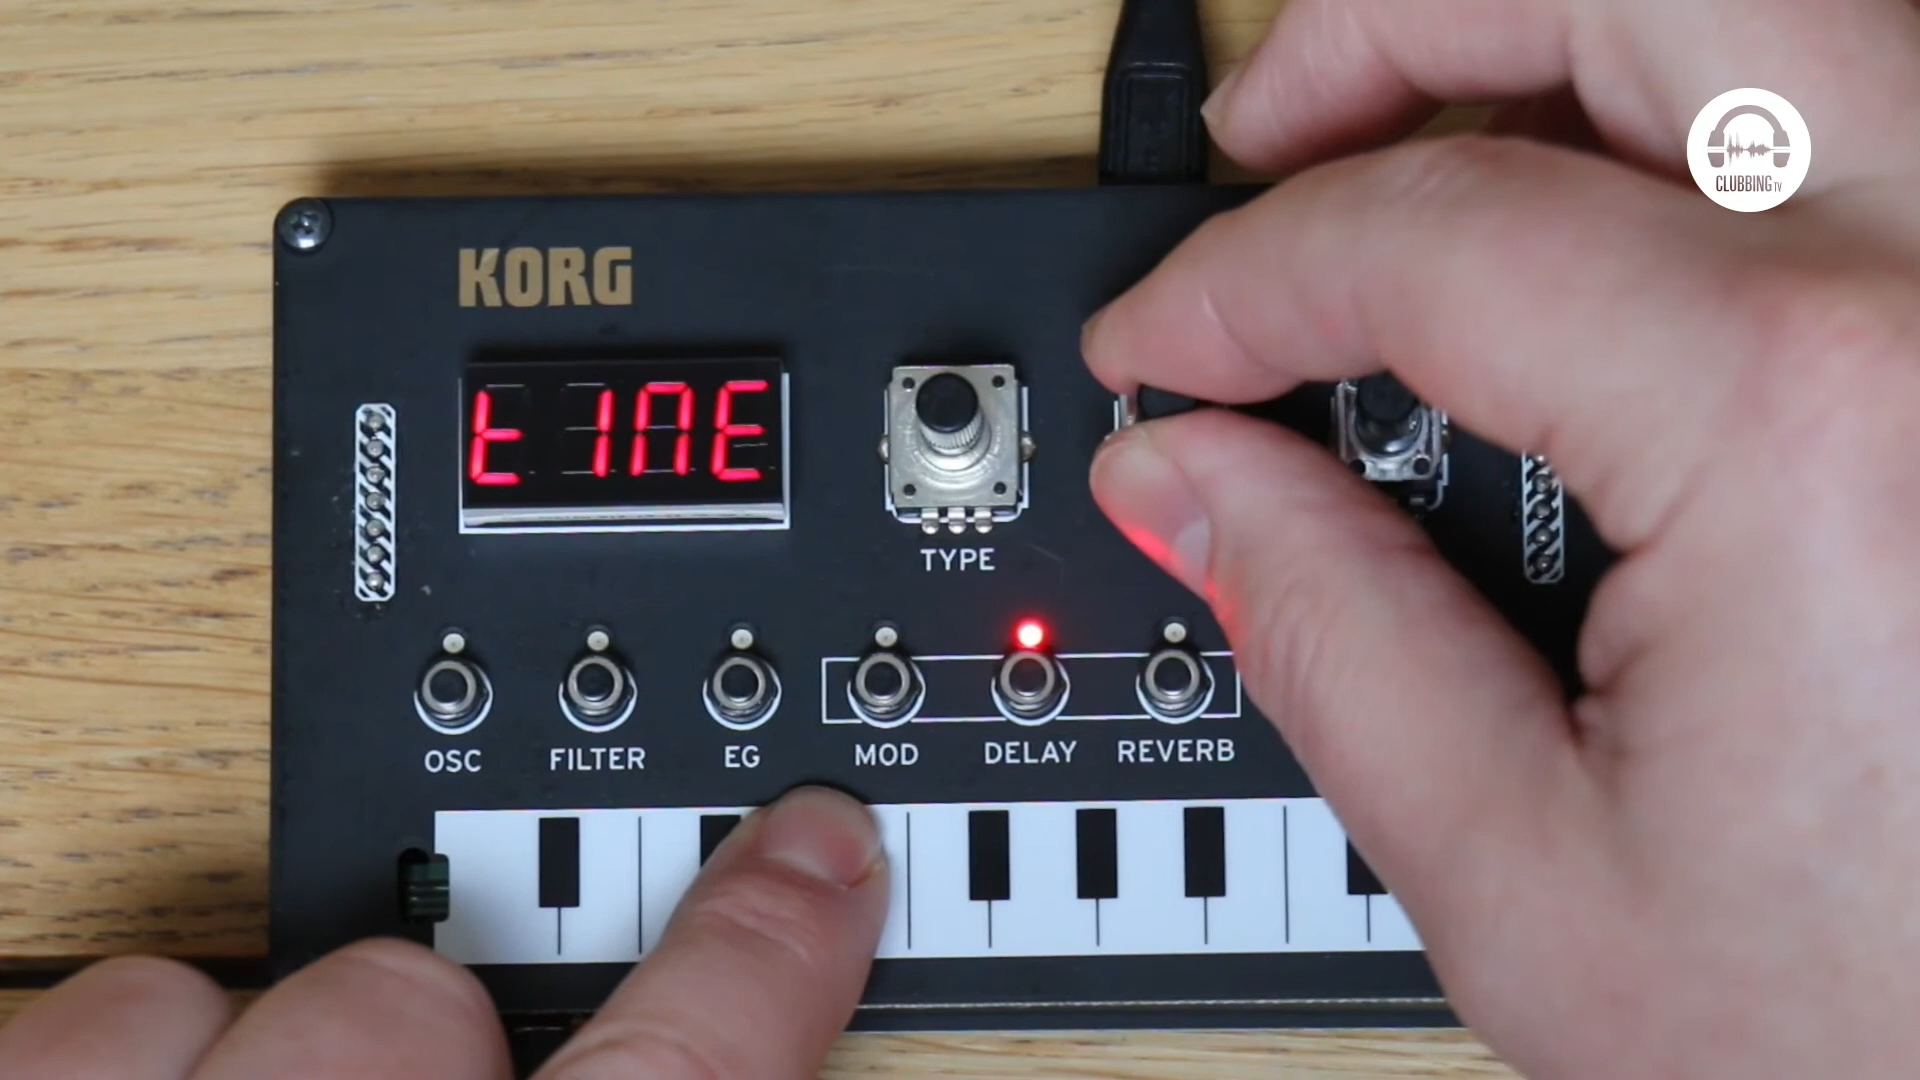 CLUBBING TV
KORG
tIME
TYPE
OSC FILTER EG MOD DELAY REVERB